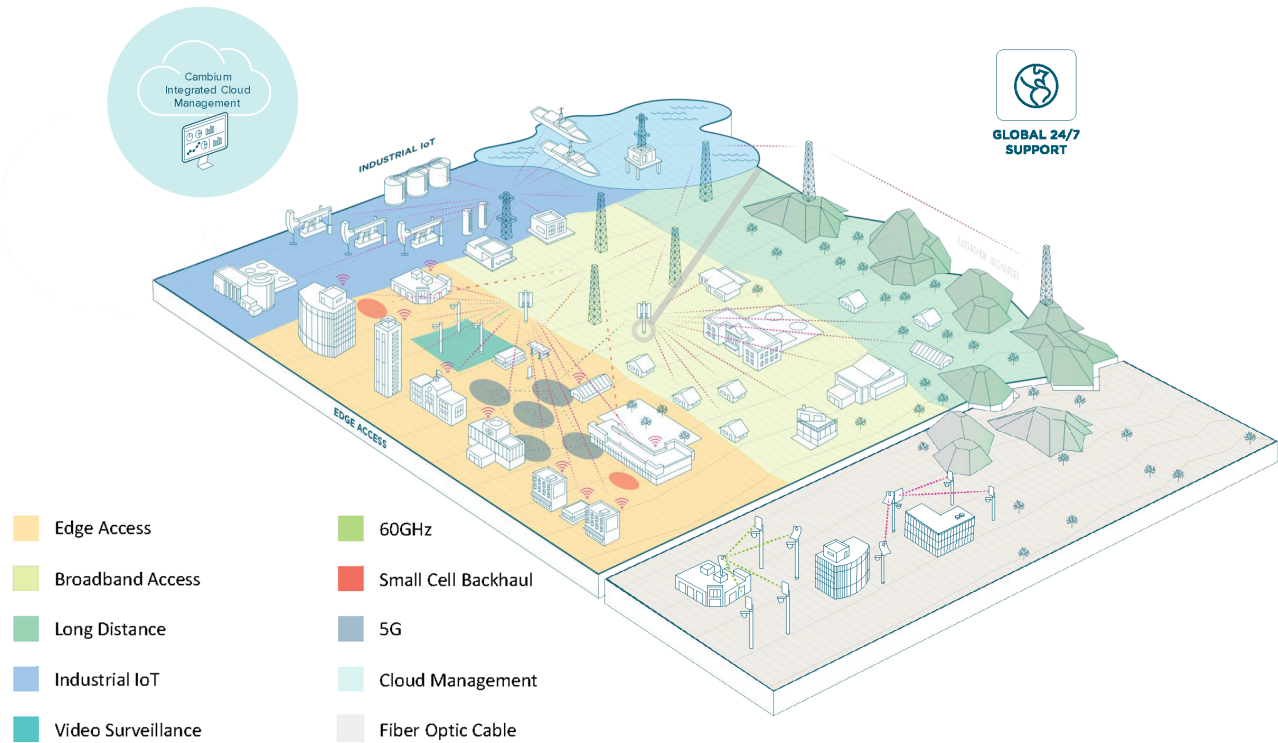 Cambium
Integrated Cloud
Management
GLOBAL 24/7
SUPPORT
INDUSTRIAL IoT
EDGE ACCESS
Edge Access
Broadband Access
Long Distance
Industrial IoT
Video Surveillance
60GHz
Small Cell Backhaul
5G
Cloud Management
Fiber Optic Cable